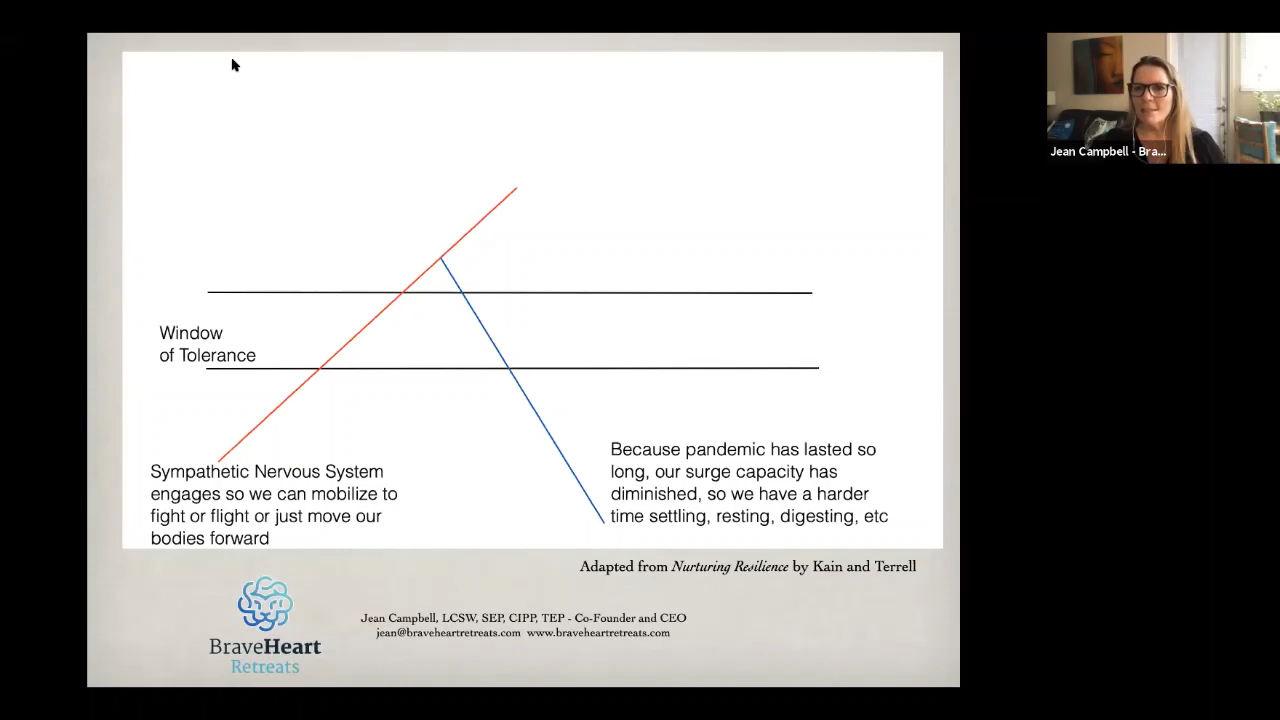 Jean Campbell - Bra...
Window
of Tolerance
Sympathetic Nervous System
engages so we can mobilize to
fight or flight or just move our
bodies forward
Because pandemic has lasted so
long, our surge capacity has
diminished, so we have a harder
time settling, resting, digesting, etc
Adapted from Nurturing Resilience by Kain and Terrell
BraveHeart
Retreats
Jean Campbell, LCSW, SEP, CIPP, TEP - Co-Founder and CEO
jean@braveheartretreats.com www.braveheartretreats.com